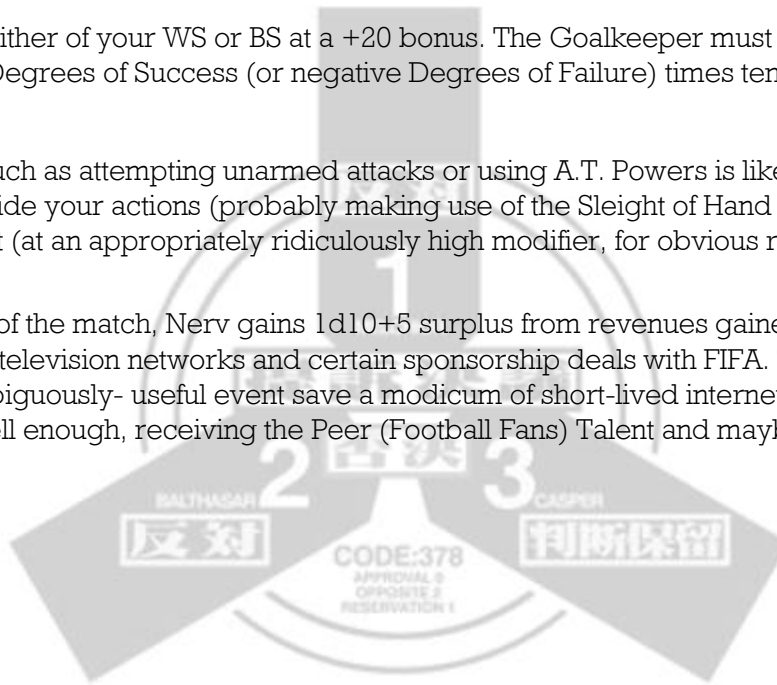 ither of your WS or BS at a +20 bonus. The Goalkeeper must
Degrees of Success (or negative Degrees of Failure) times ten
uch as attempting unarmed attacks or using A.T. Powers is like
ide your actions (probably making use of the Sleight of Hand
t (at an appropriately ridiculously high modifier, for obvious
of the match, Nerv gains 1d10+5 surplus from revenues gaine
television networks and certain sponsorship deals with FIFA.
biguously- useful event save a modicum of short-lived interne
ell enough, receiving the Peer (Football Fans) Talent and mayb
反対
1
2
3
BALTHASAR
CASPER
反対
判断保留
CODE:378
APPROVAL 0
OPPOSITE 2
RESERVATION 1